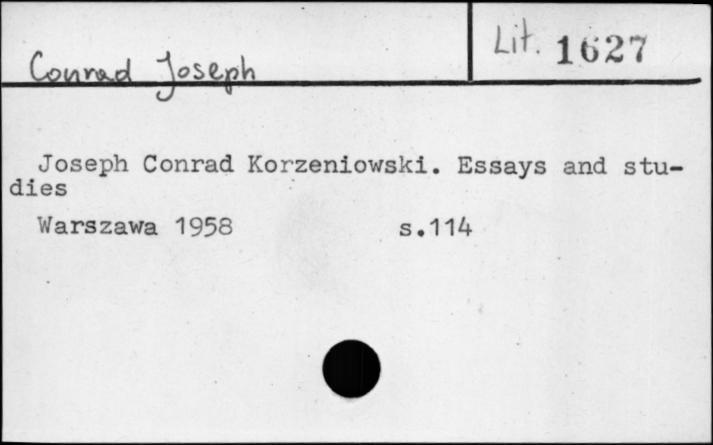 Conrad Joseph
Lit. 1627
Joseph Conrad Korzeniowski. Essays and stu-
dies
Warszawa 1958 s.114